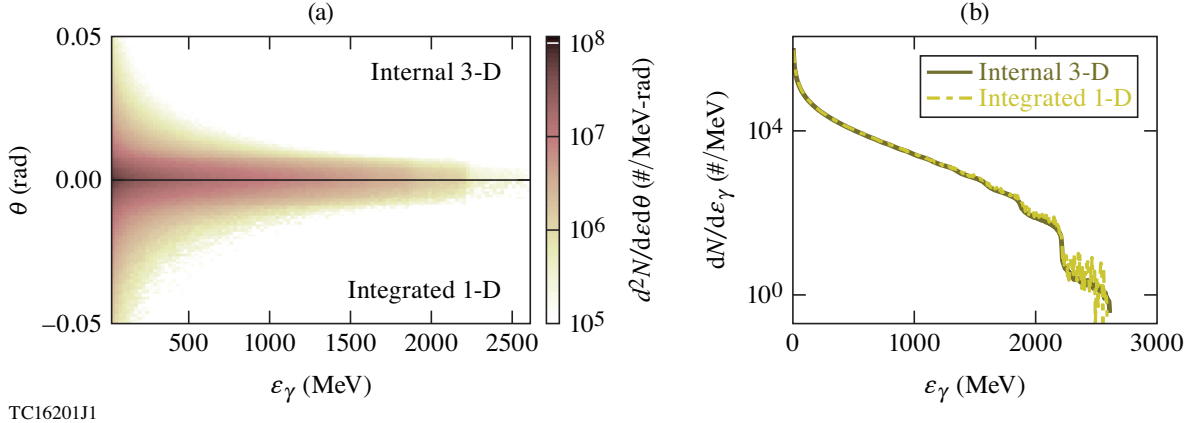 (a)
0.05
0.00
–0.05
θ (rad)
Internal 3-D
Integrated 1-D
500 1000 1500 2000 2500
ε_γ (MeV)
10^8
10^7
10^6
10^5
d^2N/dεdθ (#/MeV-rad)
(b)
10^4
10^0
dN/dε_γ (#/MeV)
Internal 3-D
Integrated 1-D
0 1000 2000 3000
ε_γ (MeV)
TC16201J1